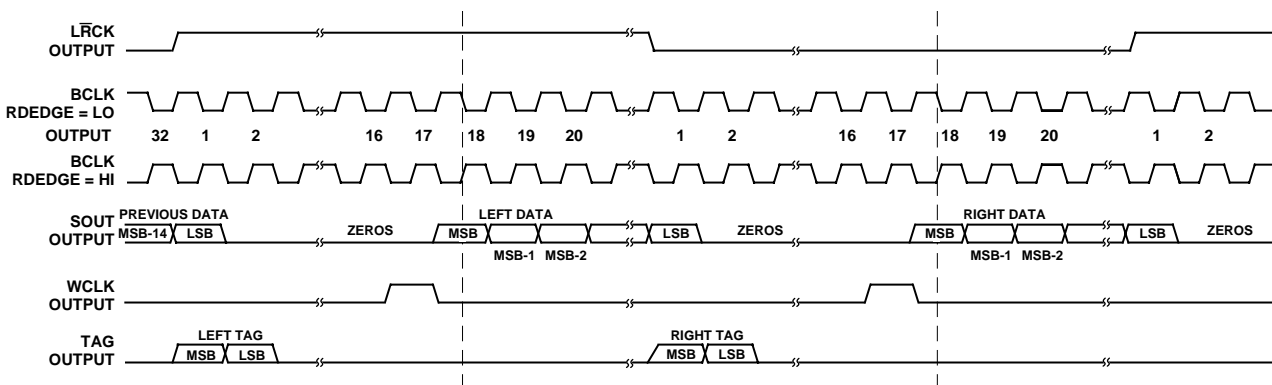 LRCK
OUTPUT
BCLK
RDEDGE = LO
OUTPUT 32 1 2 16 17 18 19 20 1 2 16 17 18 19 20 1 2
BCLK
RDEDGE = HI
SOUT
OUTPUT
PREVIOUS DATA LEFT DATA RIGHT DATA
MSB-14 LSB ZEROS MSB LSB ZEROS MSB LSB ZEROS
MSB-1 MSB-2 MSB-1 MSB-2
WCLK
OUTPUT
TAG
OUTPUT
LEFT TAG RIGHT TAG
MSB LSB MSB LSB